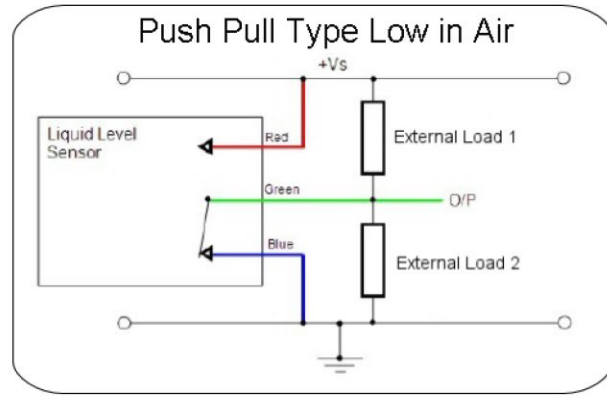 Push Pull Type Low in Air
+Vs
Liquid Level
Sensor
Red
External Load 1
Green
O/P
Blue
External Load 2